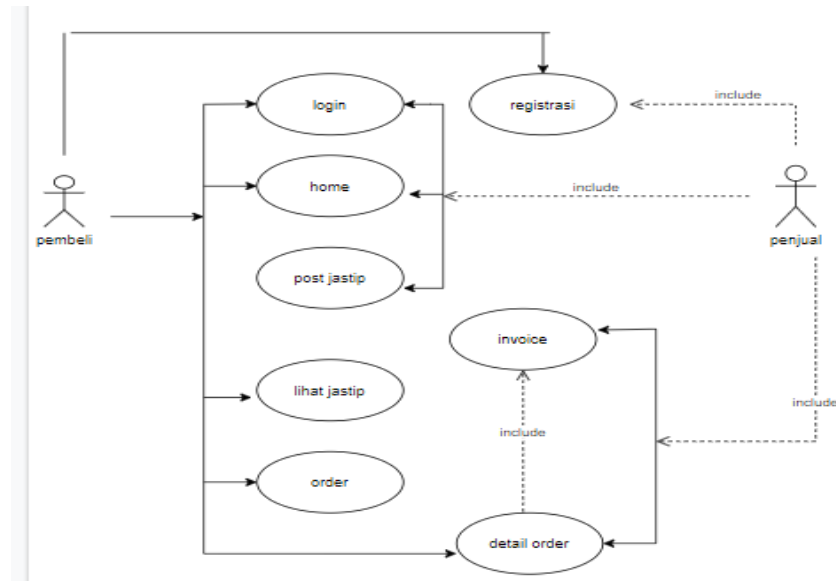 include
login
registrasi
home
include
pembeli
penjual
post jastip
invoice
lihat jastip
include
include
order
detail order